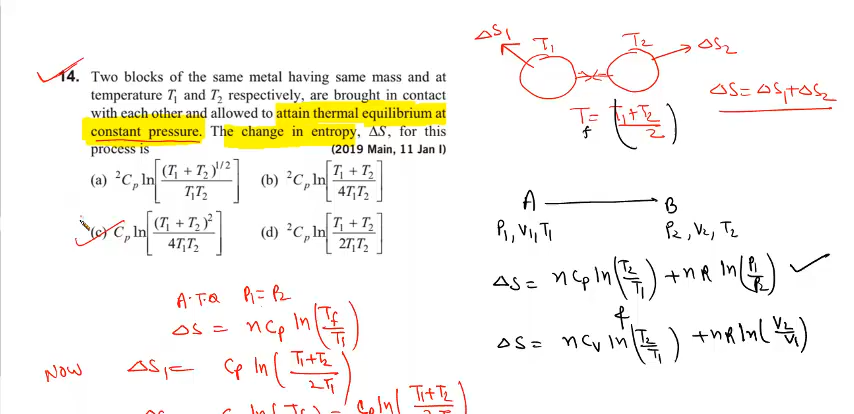 14. Two blocks of the same metal having same mass and at
temperature T₁ and T₂ respectively, are brought in contact
with each other and allowed to attain thermal equilibrium at
constant pressure. The change in entropy, ΔS, for this
process is (2019 Main, 11 Jan I)
(a) ²Cₚ ln[(T₁ + T₂)^1/2 / T₁T₂] (b) ²Cₚ ln[T₁ + T₂ / 4T₁T₂]
(c) Cₚ ln[(T₁ + T₂)² / 4T₁T₂] (d) ²Cₚ ln[T₁ + T₂ / 2T₁T₂]
ΔS₁ T₁ T₂ ΔS₂
ΔS = ΔS₁ + ΔS₂
T_f = (T₁+T₂ / 2)
A → B
P₁, V₁, T₁ P₂, V₂, T₂
ΔS = nCp ln(T₂/T₁) + nR ln(P₁/P₂)
&
ΔS = nCv ln(T₂/T₁) + nR ln(V₂/V₁)
A.T.Q P₁ = P₂
ΔS = nCp ln(T_f/T₁)
NOW ΔS₁ = Cp ln(T₁+T₂ / 2T₁)